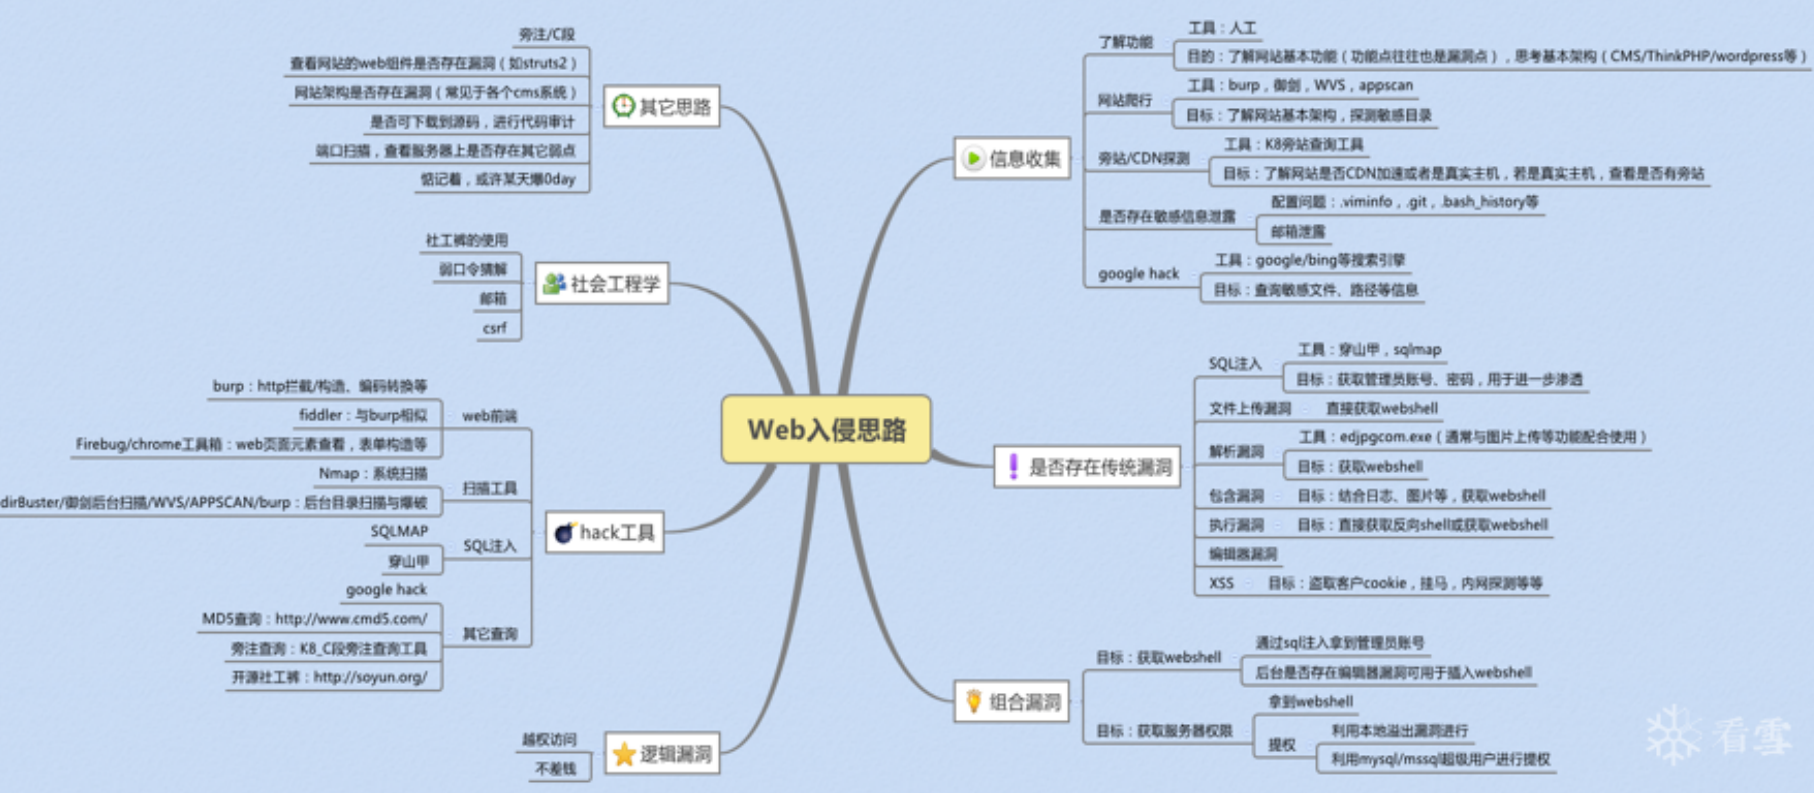 Web入侵思路
信息收集
了解功能
工具：人工
目的：了解网站基本功能（功能点往往也是漏洞点），思考基本架构（CMS/ThinkPHP/wordpress等）
网站爬行
工具：burp，御剑，WVS，appscan
目标：了解网站基本架构，探测敏感目录
旁站/CDN探测
工具：K8旁站查询工具
目标：了解网站是否CDN加速或者是真实主机，若是真实主机，查看是否有旁站
是否存在敏感信息泄露
配置问题：.viminfo，.git，.bash_history等
邮箱泄露
google hack
工具：google/bing等搜索引擎
目标：查询敏感文件、路径等信息
是否存在传统漏洞
SQL注入
工具：穿山甲，sqlmap
目标：获取管理员账号、密码，用于进一步渗透
文件上传漏洞
直接获取webshell
解析漏洞
工具：edjpgcom.exe（通常与图片上传等功能配合使用）
目标：获取webshell
包含漏洞
目标：结合日志、图片等，获取webshell
执行漏洞
目标：直接获取反向shell或获取webshell
编辑器漏洞
XSS
目标：盗取客户cookie，挂马，内网探测等等
组合漏洞
目标：获取webshell
通过sql注入拿到管理员账号
后台是否存在编辑器漏洞可用于插入webshell
目标：获取服务器权限
拿到webshell
提权
利用本地溢出漏洞进行
利用mysql/mssql超级用户进行提权
其它思路
旁注/C段
查看网站的web组件是否存在漏洞（如struts2）
网站架构是否存在漏洞（常见于各个cms系统）
是否可下载到源码，进行代码审计
端口扫描，查看服务器上是否存在其它弱点
惦记着，或许某天爆0day
社会工程学
社工裤的使用
弱口令猜解
邮箱
csrf
hack工具
web前端
burp：http拦截/构造、编码转换等
fiddler：与burp相似
Firebug/chrome工具箱：web页面元素查看，表单构造等
扫描工具
Nmap：系统扫描
dirBuster/御剑后台扫描/WVS/APPSCAN/burp：后台目录扫描与爆破
SQL注入
SQLMAP
穿山甲
其它查询
google hack
MD5查询：http://www.cmd5.com/
旁注查询：K8_C段旁注查询工具
开源社工裤：http://soyun.org/
逻辑漏洞
越权访问
不差钱
看雪